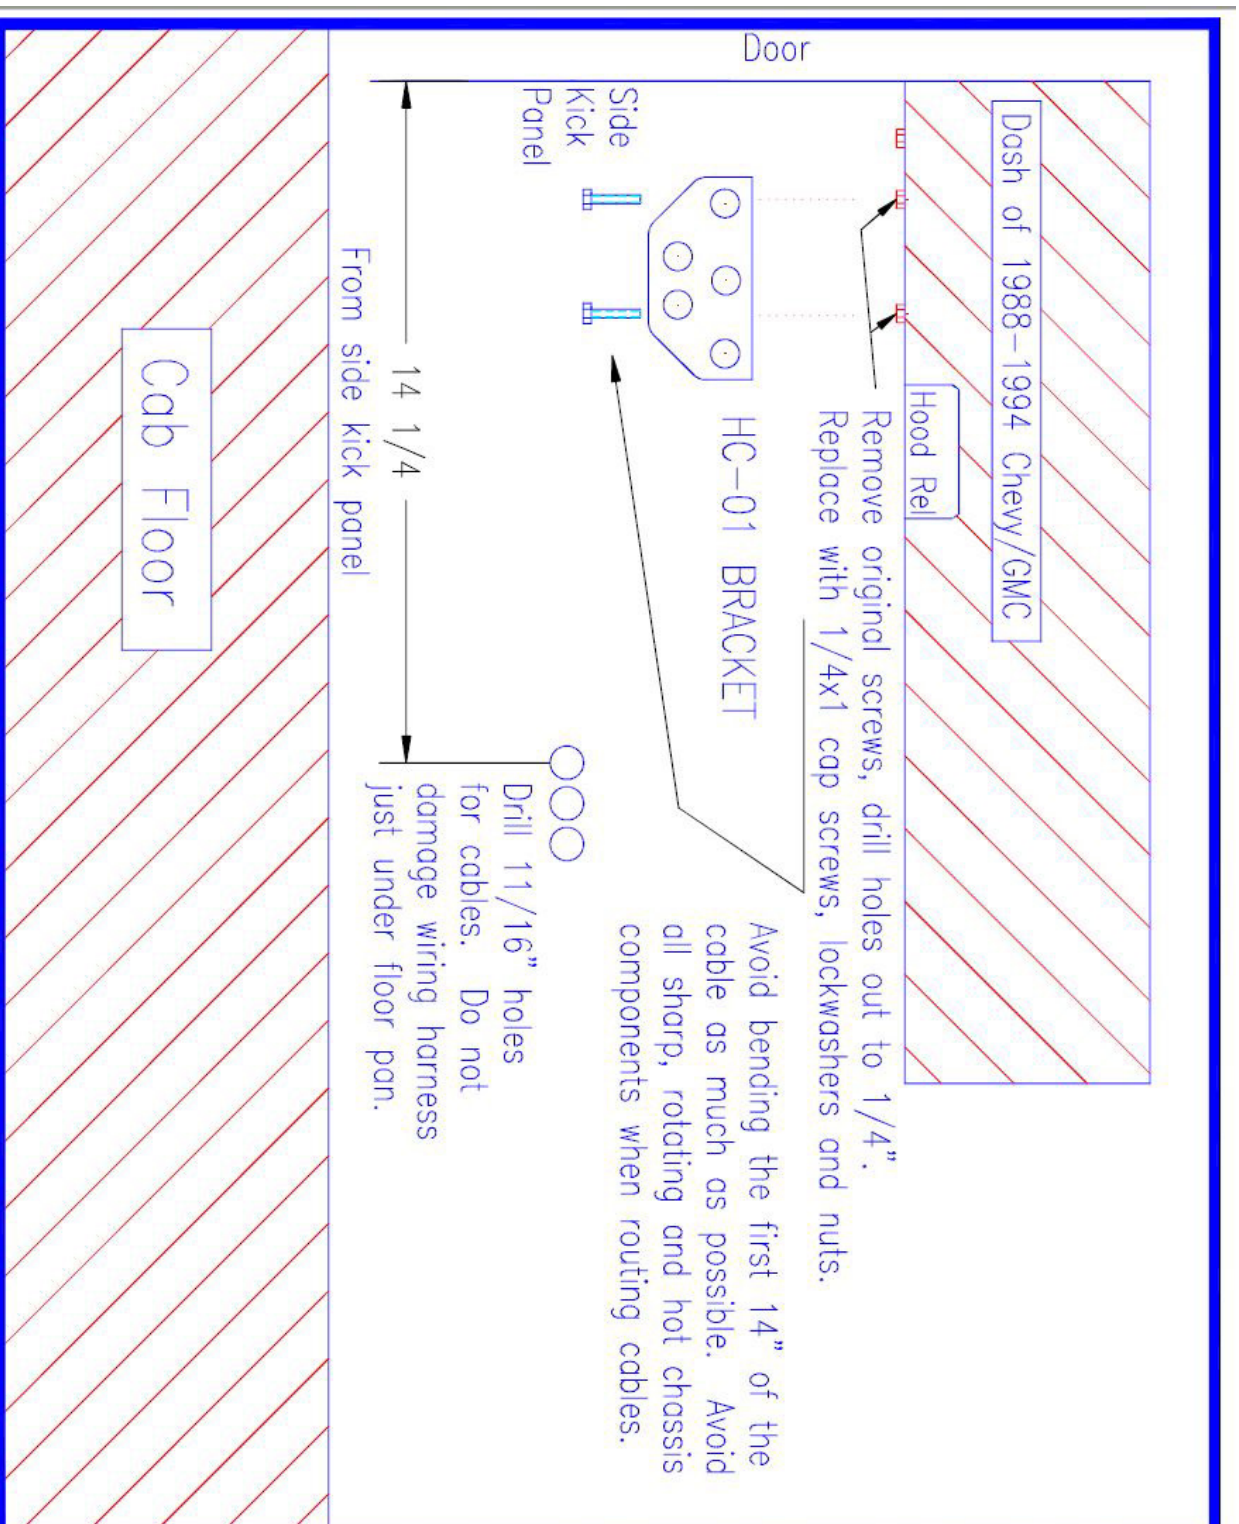 Door
Dash of 1988-1994 Chevy/GMC
Hood Rel
Remove original screws, drill holes out to 1/4”.
Replace with 1/4x1 cap screws, lockwashers and nuts.
HC-01 BRACKET
Side
Kick
Panel
Avoid bending the first 14” of the
cable as much as possible. Avoid
all sharp, rotating and hot chassis
components when routing cables.
Drill 11/16” holes
for cables. Do not
damage wiring harness
just under floor pan.
14 1/4
From side kick panel
Cab Floor